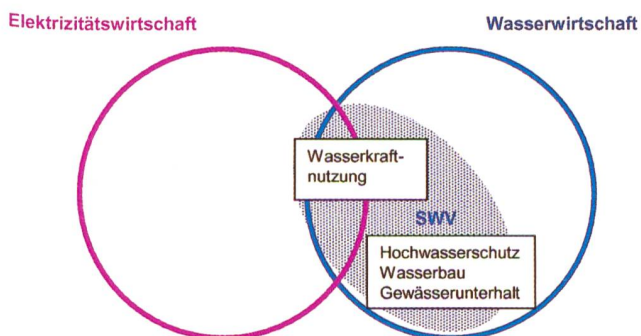 Elektrizitätswirtschaft
Wasserwirtschaft
Wasserkraft-
nutzung
SWV
Hochwasserschutz
Wasserbau
Gewässerunterhalt